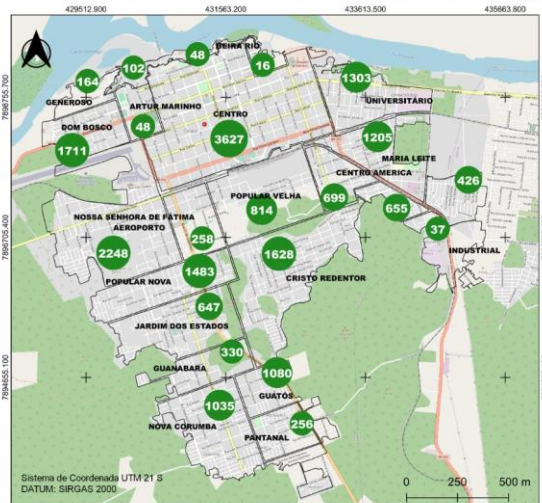 429512.900 431563.200 433613.500 435663.800
7898755.700
7896705.400
7894655.100
BEIRA RIO
48
102
16
164
1303
GENEROSO
ARTUR MARINHO
UNIVERSITÁRIO
CENTRO
DOM BOSCO
48
3627
1205
1711
MARIA LEITE
CENTRO AMERICA
426
POPULAR VELHA
699
814
655
NOSSA SENHORA DE FÁTIMA
AEROPORTO
258
37
2248
1628
INDUSTRIAL
1483
POPULAR NOVA
CRISTO REDENTOR
647
JARDIM DOS ESTADOS
330
GUANABARA
1080
GUATÓS
1035
NOVA CORUMBA
256
PANTANAL
Sistema de Coordenada UTM 21 S
DATUM: SIRGAS 2000
0 250 500 m